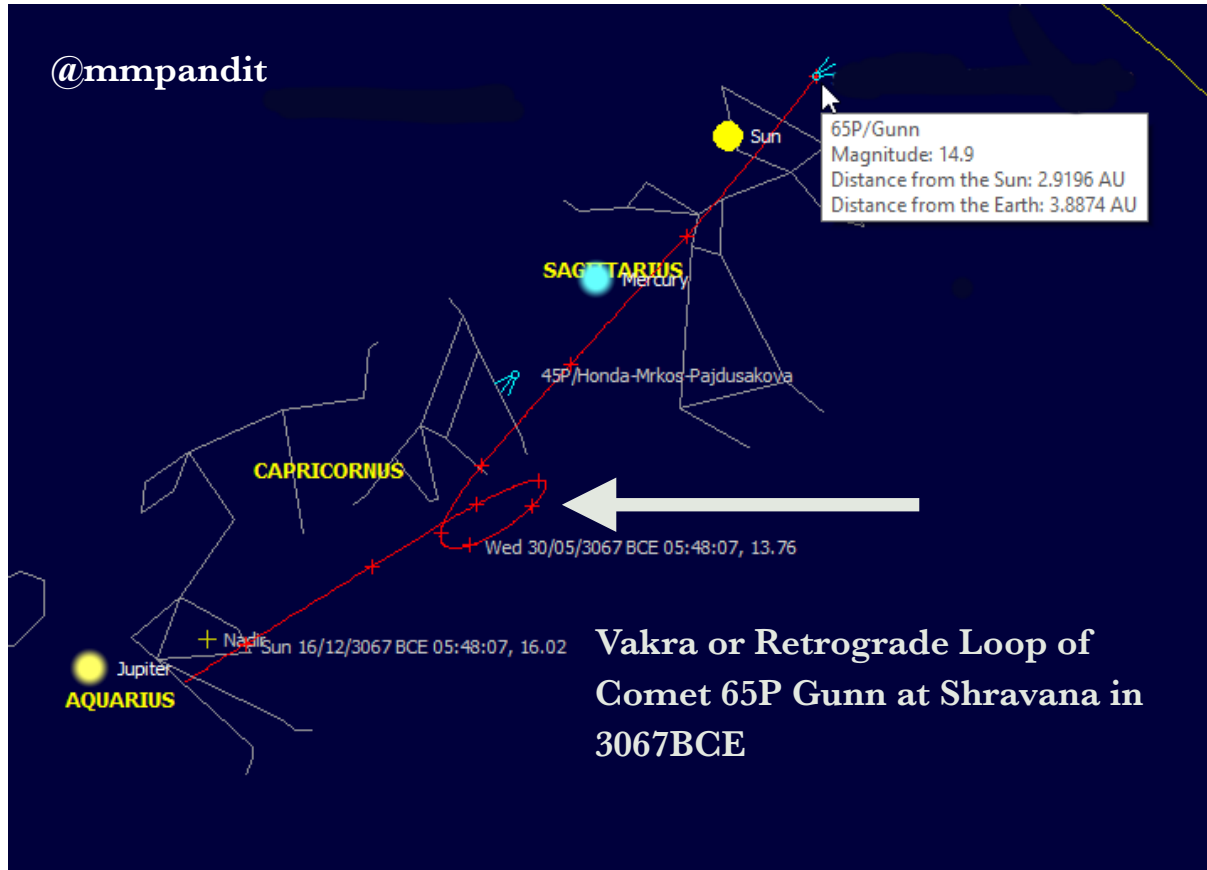 @mmpandit
Sun
65P/Gunn
Magnitude: 14.9
Distance from the Sun: 2.9196 AU
Distance from the Earth: 3.8874 AU
SAGITTARIUS
Mercury
45P/Honda-Mrkos-Pajdusakova
CAPRICORNUS
Wed 30/05/3067 BCE 05:48:07, 13.76
Nadir
Sun 16/12/3067 BCE 05:48:07, 16.02
Jupiter
AQUARIUS
Vakra or Retrograde Loop of
Comet 65P Gunn at Shravana in
3067BCE